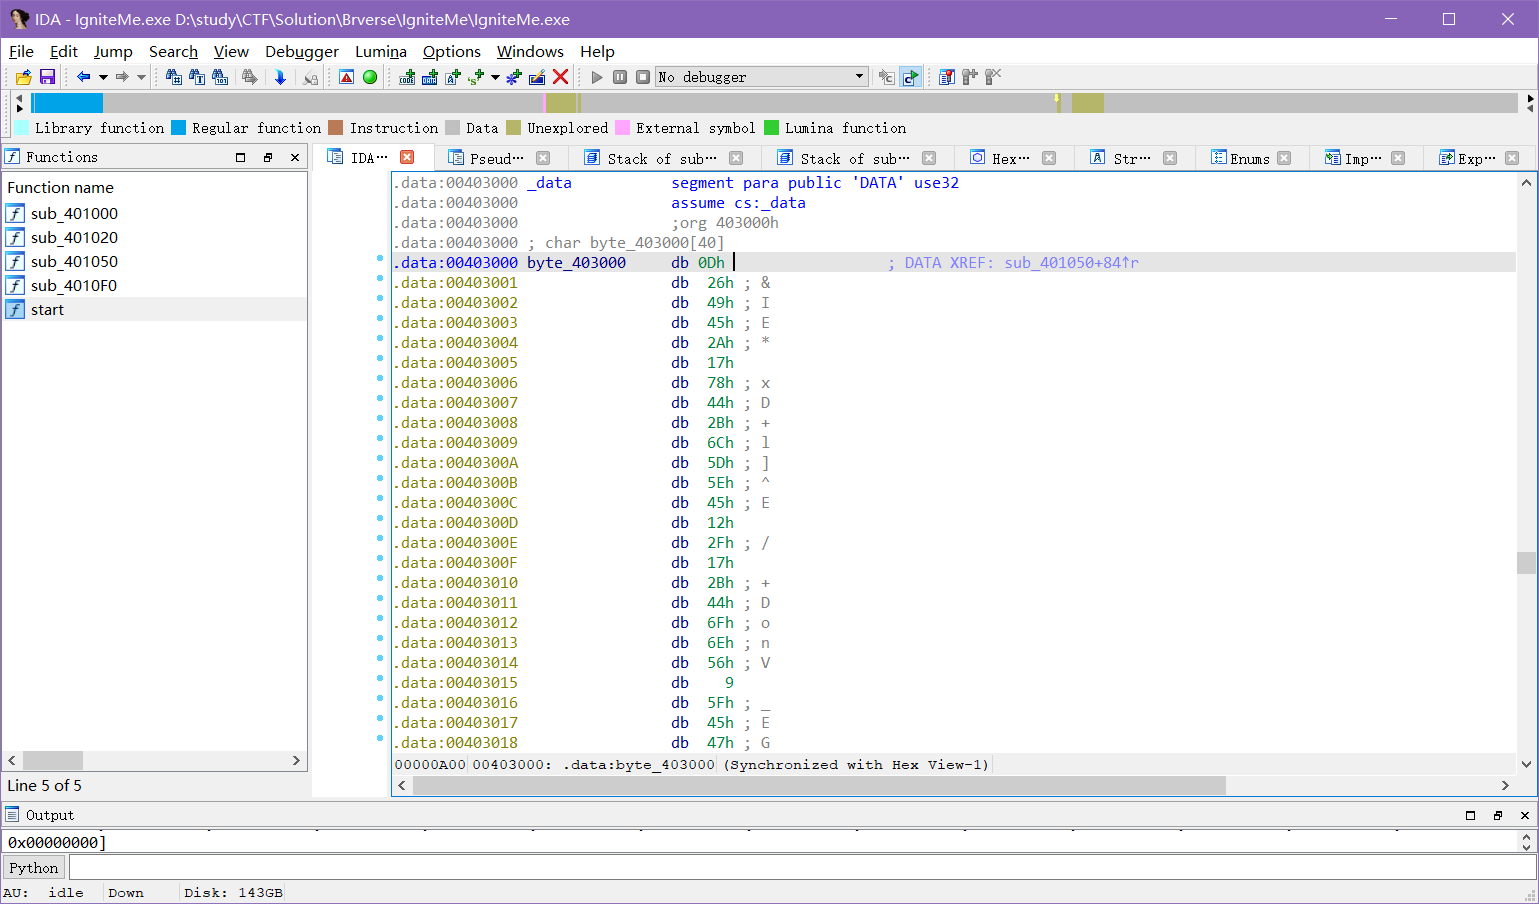 IDA - IgniteMe.exe D:\study\CTF\Solution\Brverse\IgniteMe\IgniteMe.exe
File Edit Jump Search View Debugger Lumina Options Windows Help
No debugger
Library function Regular function Instruction Data Unexplored External symbol Lumina function
Functions
IDA⋯ Pseud⋯ Stack of sub⋯ Stack of sub⋯ Hex⋯ Str⋯ Enums Imp⋯ Exp⋯
Function name
sub_401000
sub_401020
sub_401050
sub_4010F0
start
Line 5 of 5
.data:00403000 _data segment para public 'DATA' use32
.data:00403000 assume cs:_data
.data:00403000 ;org 403000h
.data:00403000 ; char byte_403000[40]
.data:00403000 byte_403000 db 0Dh ; DATA XREF: sub_401050+84↑r
.data:00403001 db 26h ; &
.data:00403002 db 49h ; I
.data:00403003 db 45h ; E
.data:00403004 db 2Ah ; *
.data:00403005 db 17h
.data:00403006 db 78h ; x
.data:00403007 db 44h ; D
.data:00403008 db 2Bh ; +
.data:00403009 db 6Ch ; l
.data:0040300A db 5Dh ; ]
.data:0040300B db 5Eh ; ^
.data:0040300C db 45h ; E
.data:0040300D db 12h
.data:0040300E db 2Fh ; /
.data:0040300F db 17h
.data:00403010 db 2Bh ; +
.data:00403011 db 44h ; D
.data:00403012 db 6Fh ; o
.data:00403013 db 6Eh ; n
.data:00403014 db 56h ; V
.data:00403015 db 9
.data:00403016 db 5Fh ; _
.data:00403017 db 45h ; E
.data:00403018 db 47h ; G
00000A00 00403000: .data:byte_403000 (Synchronized with Hex View-1)
Output
0x00000000]
Python
AU: idle Down Disk: 143GB